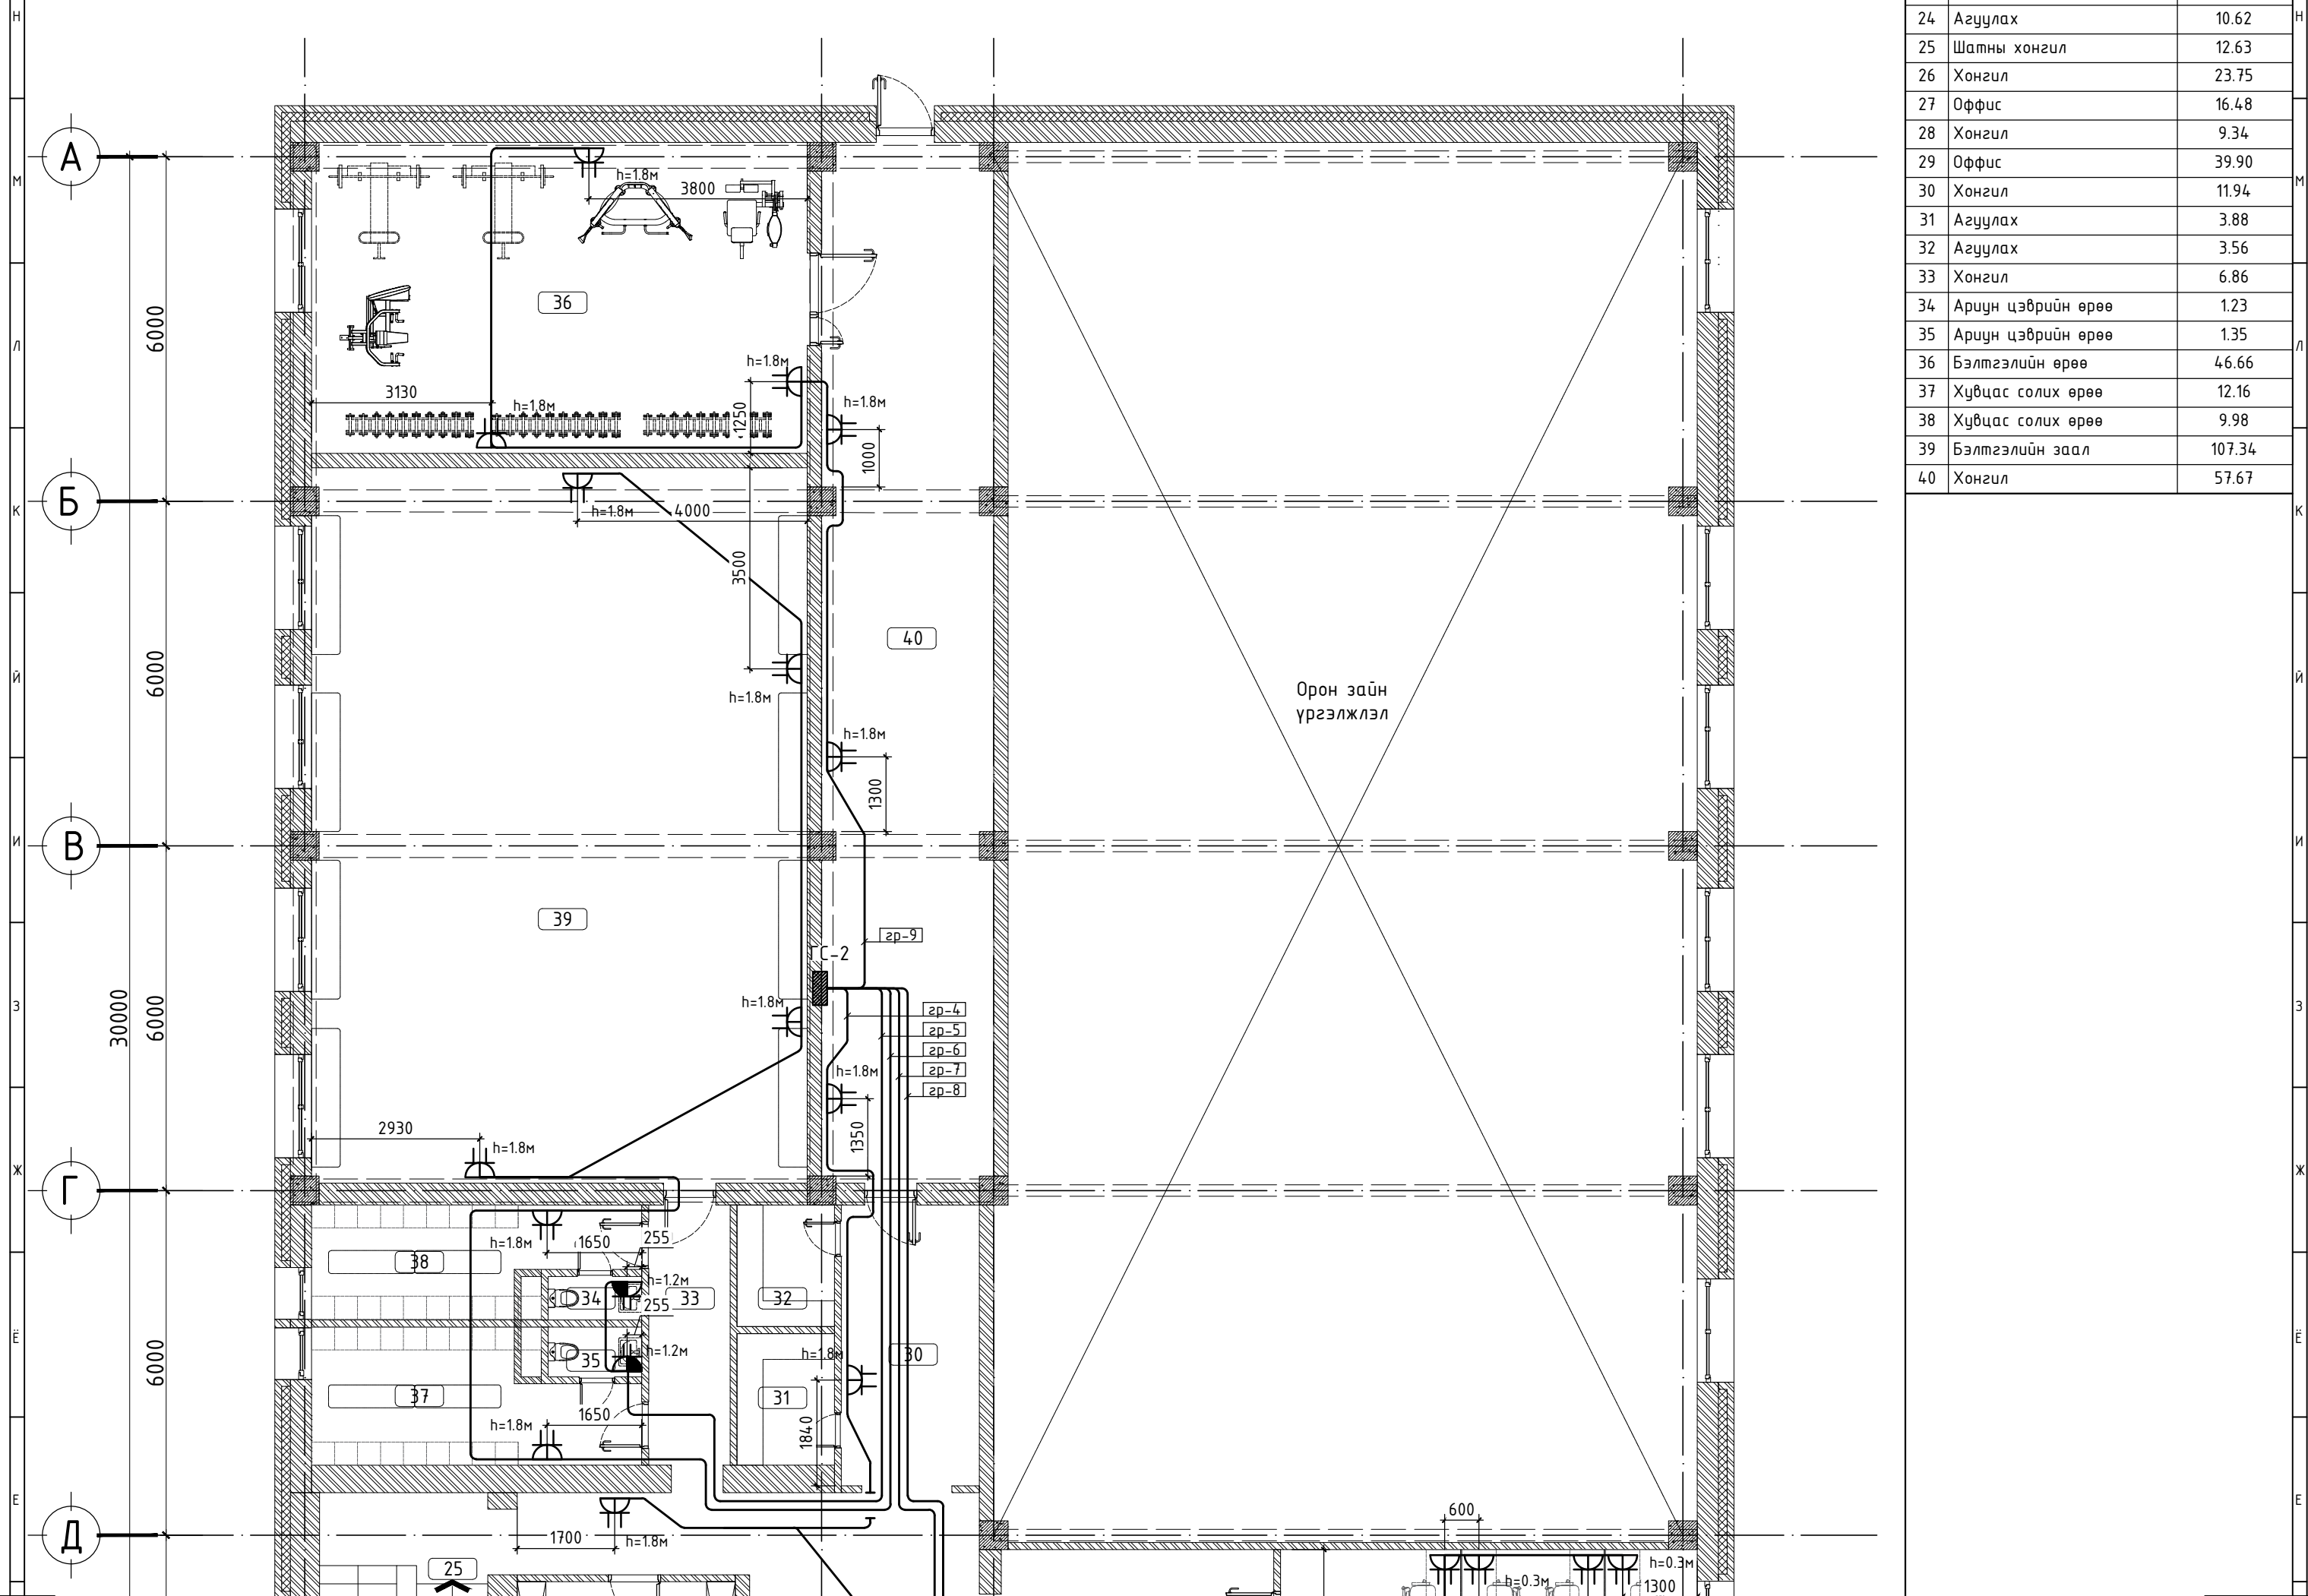 Н
М
Л
К
Й
И
З
Ж
Ё
Е
А
Б
В
Г
Д
6000
6000
6000
6000
30000
h=1.8м
3800
36
3130
h=1.8м
h=1.8м
1250
h=1.8м
1000
h=1.8м
4000
3500
40
h=1.8м
h=1.8м
1300
Орон зайн
үргэлжлэл
39
гр-9
ГС-2
h=1.8м
гр-4
гр-5
гр-6
гр-7
гр-8
h=1.8м
1350
2930
h=1.8м
h=1.8м
1650
255
38
h=1.2м
34
33
32
255
h=1.2м
35
h=1.8м
30
37
31
h=1.8м
1650
1840
1700
h=1.8м
25
600
h=0.3м
h=0.3м
1300
24 Агуулах 10.62
25 Шатны хонгил 12.63
26 Хонгил 23.75
27 Оффис 16.48
28 Хонгил 9.34
29 Оффис 39.90
30 Хонгил 11.94
31 Агуулах 3.88
32 Агуулах 3.56
33 Хонгил 6.86
34 Ариун цэврийн өрөө 1.23
35 Ариун цэврийн өрөө 1.35
36 Бэлтгэлийн өрөө 46.66
37 Хувцас солих өрөө 12.16
38 Хувцас солих өрөө 9.98
39 Бэлтгэлийн заал 107.34
40 Хонгил 57.67
Н
М
Л
К
Й
И
З
Ж
Ё
Е